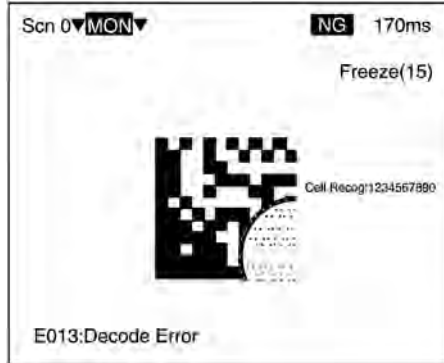 Scn 0▼MON▼ NG 170ms
Freeze(15)
Cell Recog:1234567890
E013:Decode Error